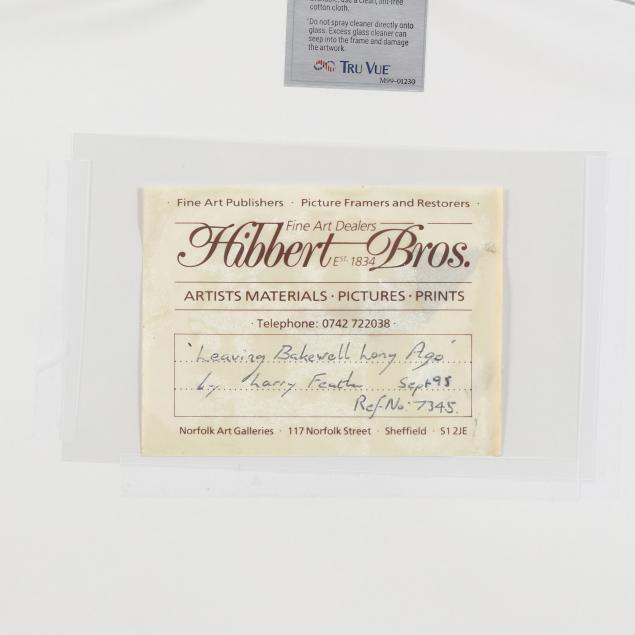 cotton cloth.
*Do not spray cleaner directly onto
glass. Excess glass cleaner can
seep into the frame and damage
the artwork.
TRU VUE
M99-01230
· Fine Art Publishers · Picture Framers and Restorers ·
Fine Art Dealers
Hibbert Bros.
EST. 1834
ARTISTS MATERIALS · PICTURES · PRINTS
· Telephone: 0742 722038 ·
'Leaving Bakewell Long Ago'
by Larry Sept 95
Ref-No: 7345.
Norfolk Art Galleries · 117 Norfolk Street · Sheffield · S1 2JE